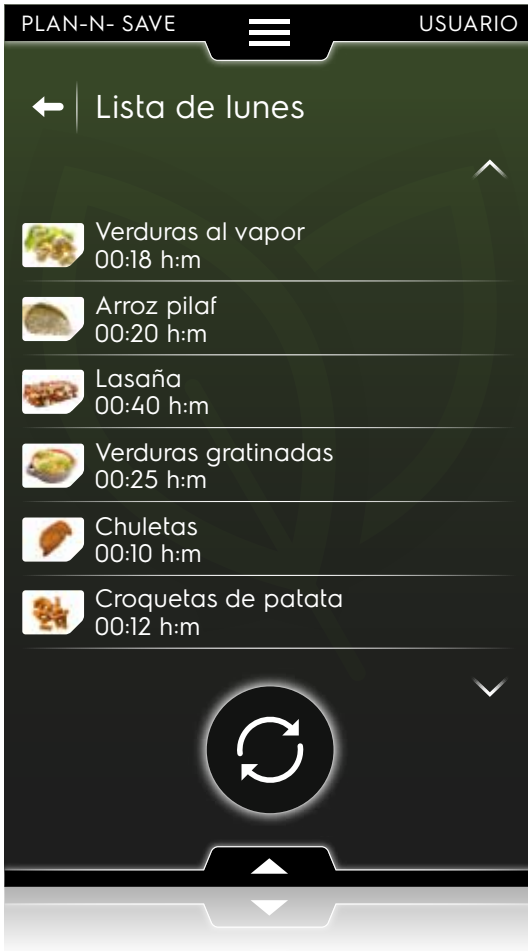 PLAN-N- SAVE
USUARIO
Lista de lunes
Verduras al vapor
00:18 h:m
Arroz pilaf
00:20 h:m
Lasaña
00:40 h:m
Verduras gratinadas
00:25 h:m
Chuletas
00:10 h:m
Croquetas de patata
00:12 h:m